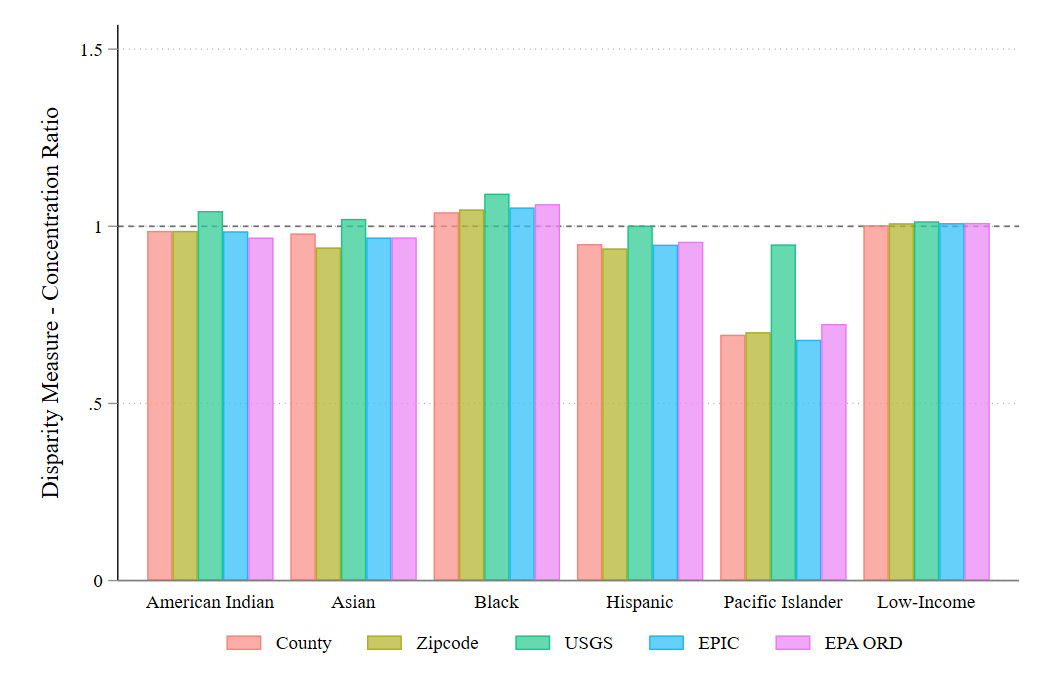 Disparity Measure - Concentration Ratio
1.5
1
.5
0
American Indian Asian Black Hispanic Pacific Islander Low-Income
County Zipcode USGS EPIC EPA ORD